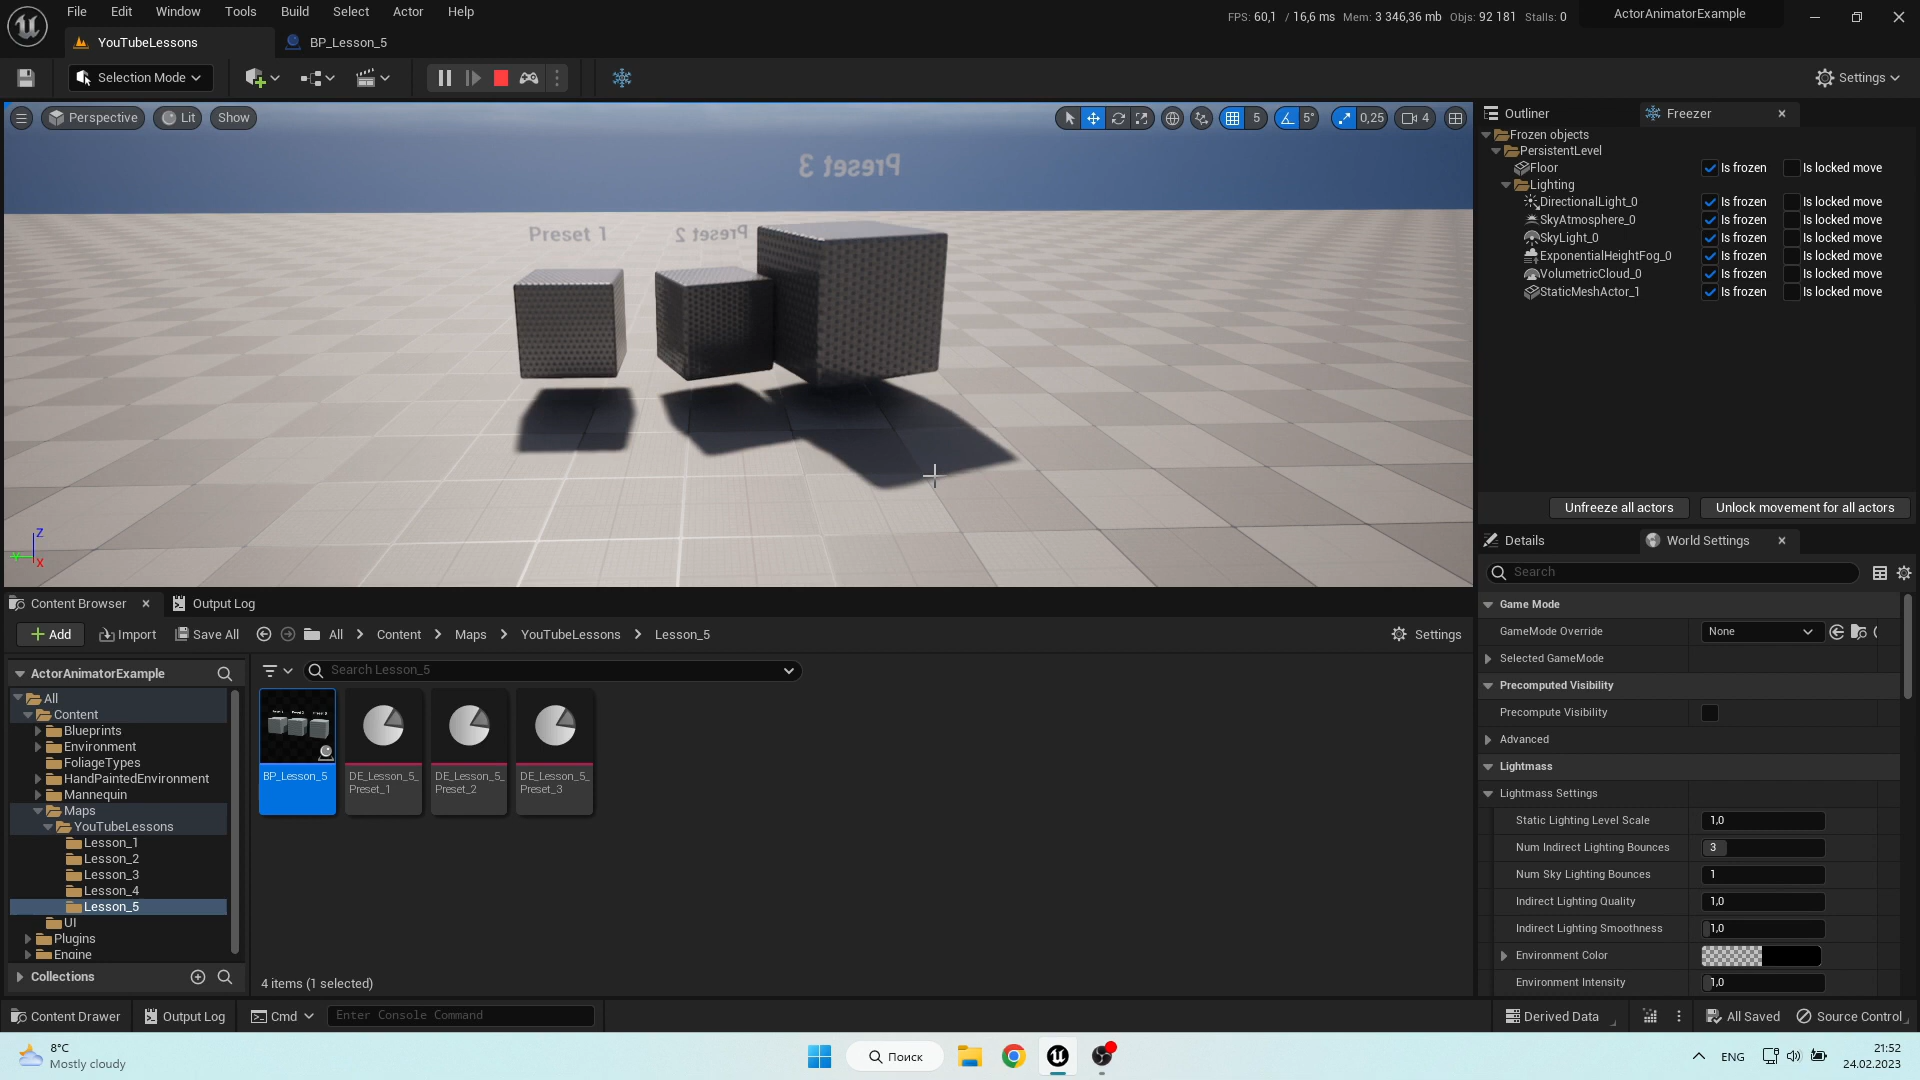 File Edit Window Tools Build Select Actor Help
FPS: 60,1 / 16,6 ms Mem: 3 346,36 mb Objs: 92 181 Stalls: 0
ActorAnimatorExample
YouTubeLessons
BP_Lesson_5
Selection Mode
Settings
Perspective
Lit
Show
5
5°
0,25
4
Preset 3
Preset 1
Preset 2
Z
Y
X
Outliner
Freezer
Frozen objects
PersistentLevel
Floor Is frozen Is locked move
Lighting
DirectionalLight_0 Is frozen Is locked move
SkyAtmosphere_0 Is frozen Is locked move
SkyLight_0 Is frozen Is locked move
ExponentialHeightFog_0 Is frozen Is locked move
VolumetricCloud_0 Is frozen Is locked move
StaticMeshActor_1 Is frozen Is locked move
Unfreeze all actors
Unlock movement for all actors
Details
World Settings
Search
Game Mode
GameMode Override None
Selected GameMode
Precomputed Visibility
Precompute Visibility
Advanced
Lightmass
Lightmass Settings
Static Lighting Level Scale 1,0
Num Indirect Lighting Bounces 3
Num Sky Lighting Bounces 1
Indirect Lighting Quality 1,0
Indirect Lighting Smoothness 1,0
Environment Color
Environment Intensity 1,0
Content Browser
Output Log
Add
Import
Save All
All
Content
Maps
YouTubeLessons
Lesson_5
Settings
ActorAnimatorExample
Search Lesson_5
All
Content
Blueprints
Environment
FoliageTypes
HandPaintedEnvironment
Mannequin
Maps
YouTubeLessons
Lesson_1
Lesson_2
Lesson_3
Lesson_4
Lesson_5
UI
Plugins
Engine
Collections
BP_Lesson_5
DE_Lesson_5_
Preset_1
DE_Lesson_5_
Preset_2
DE_Lesson_5_
Preset_3
4 items (1 selected)
Content Drawer
Output Log
Cmd
Enter Console Command
Derived Data
All Saved
Source Control
8°C
Mostly cloudy
Поиск
ENG
21:52
24.02.2023